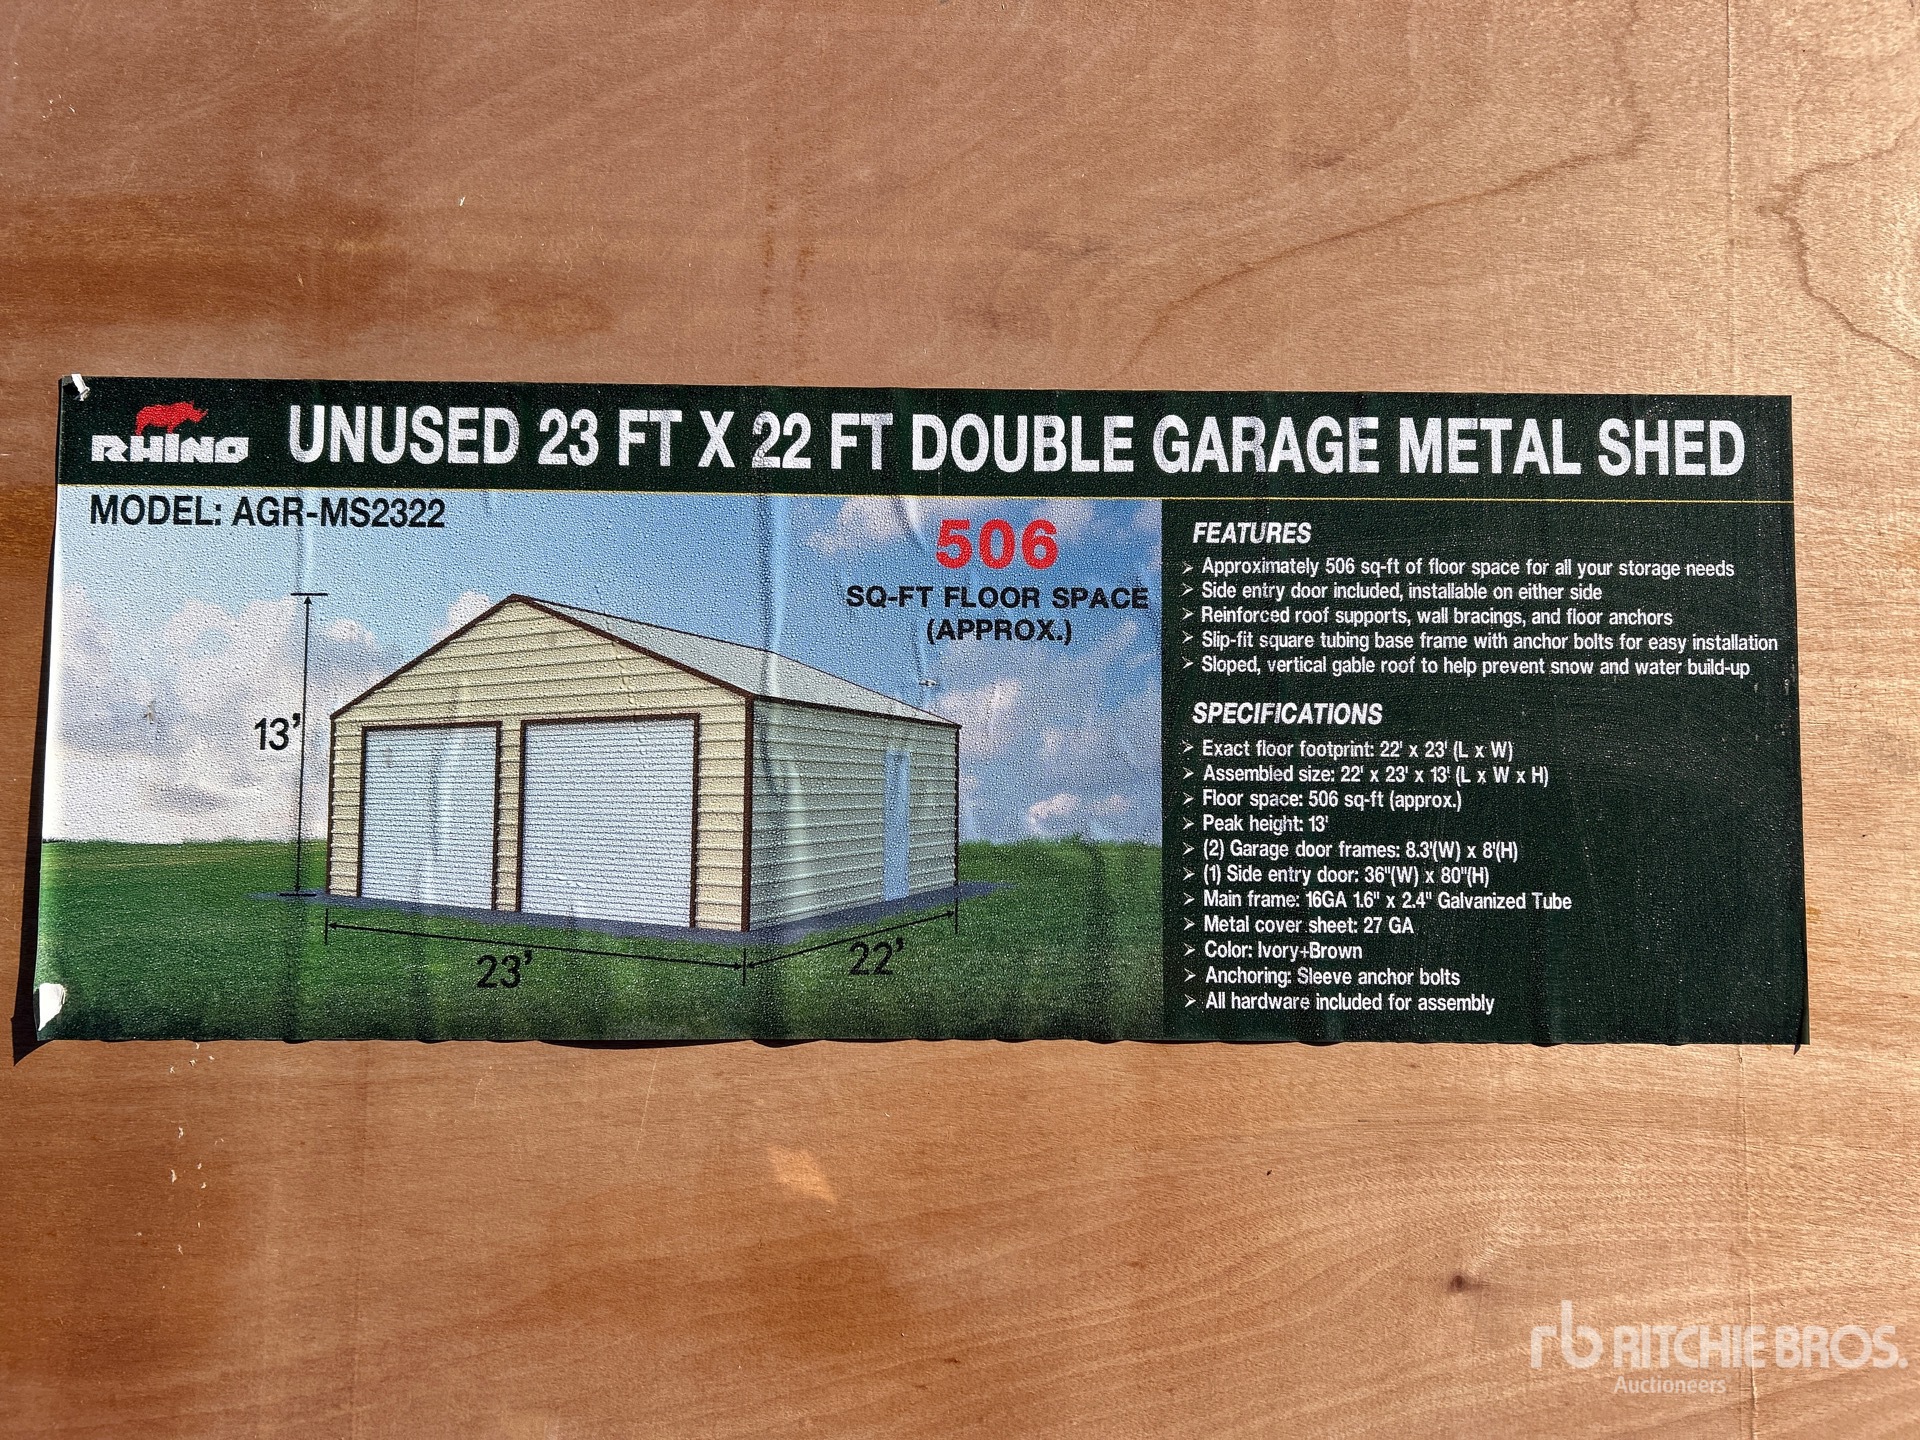 RHINO
UNUSED 23 FT X 22 FT DOUBLE GARAGE METAL SHED
MODEL: AGR-MS2322
506
SQ-FT FLOOR SPACE
(APPROX.)
13'
23'
22'
FEATURES
➤ Approximately 506 sq-ft of floor space for all your storage needs
➤ Side entry door included, installable on either side
➤ Reinforced roof supports, wall bracings, and floor anchors
➤ Slip-fit square tubing base frame with anchor bolts for easy installation
➤ Sloped, vertical gable roof to help prevent snow and water build-up
SPECIFICATIONS
➤ Exact floor footprint: 22' x 23' (L x W)
➤ Assembled size: 22' x 23' x 13' (L x W x H)
➤ Floor space: 506 sq-ft (approx.)
➤ Peak height: 13'
➤ (2) Garage door frames: 8.3'(W) x 8'(H)
➤ (1) Side entry door: 36"(W) x 80"(H)
➤ Main frame: 16GA 1.6" x 2.4" Galvanized Tube
➤ Metal cover sheet: 27 GA
➤ Color: Ivory+Brown
➤ Anchoring: Sleeve anchor bolts
➤ All hardware included for assembly
rb RITCHIE BROS.
Auctioneers